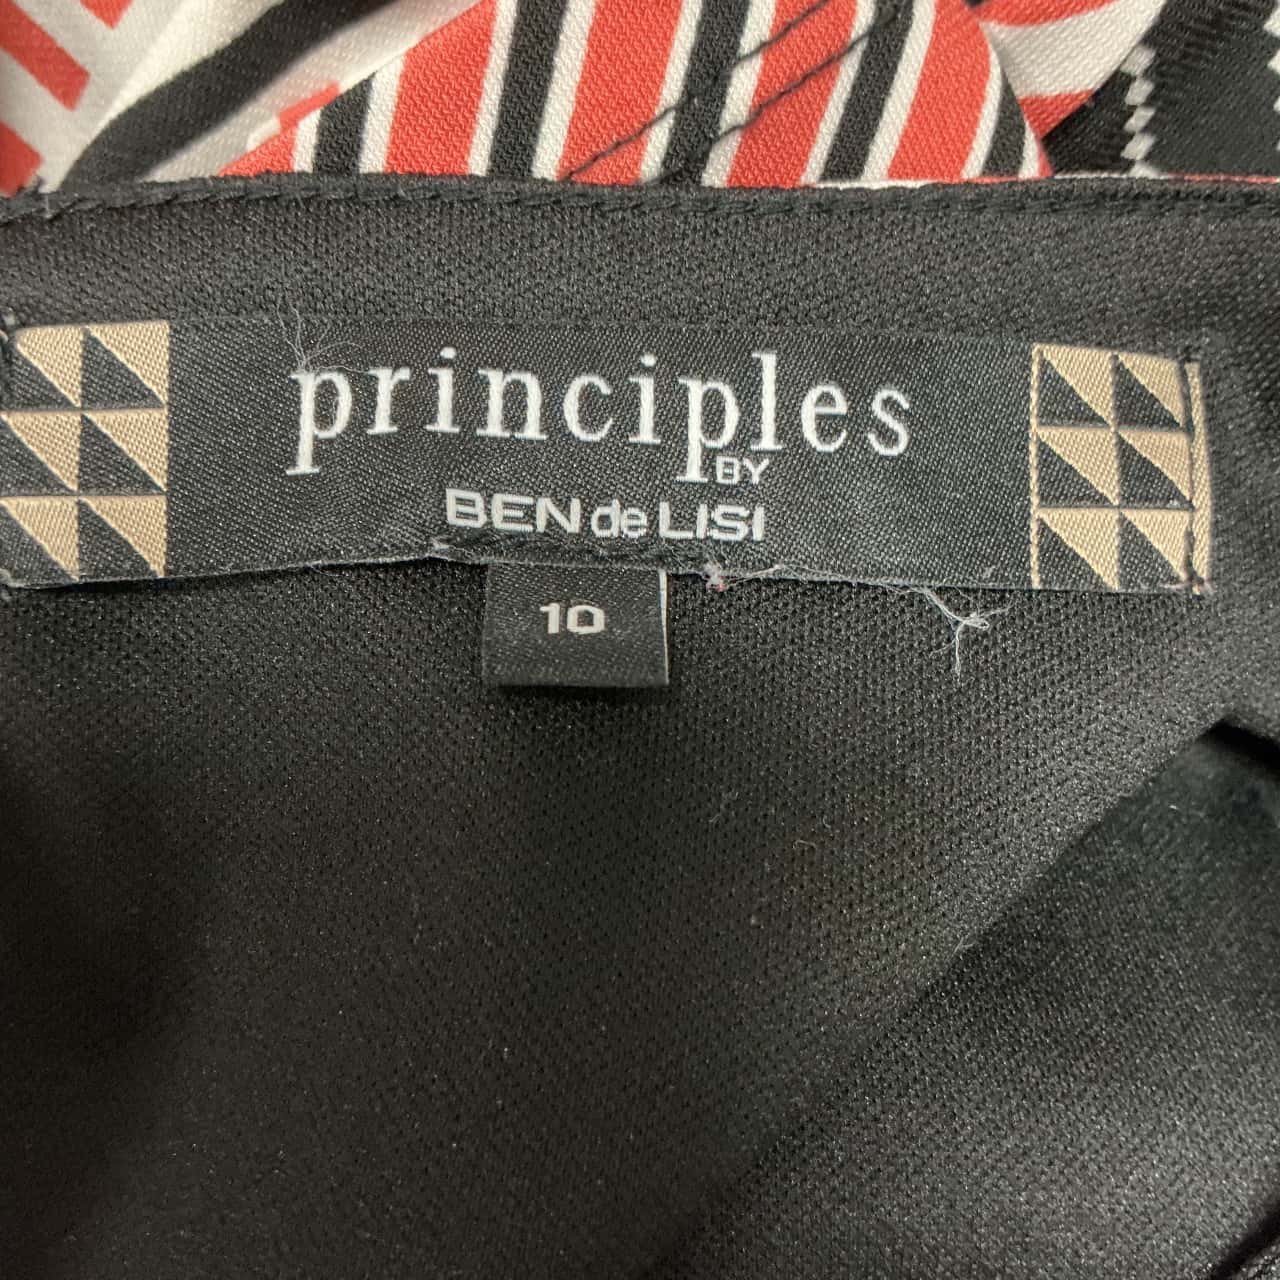 principles
BY
BEN de LISI
10